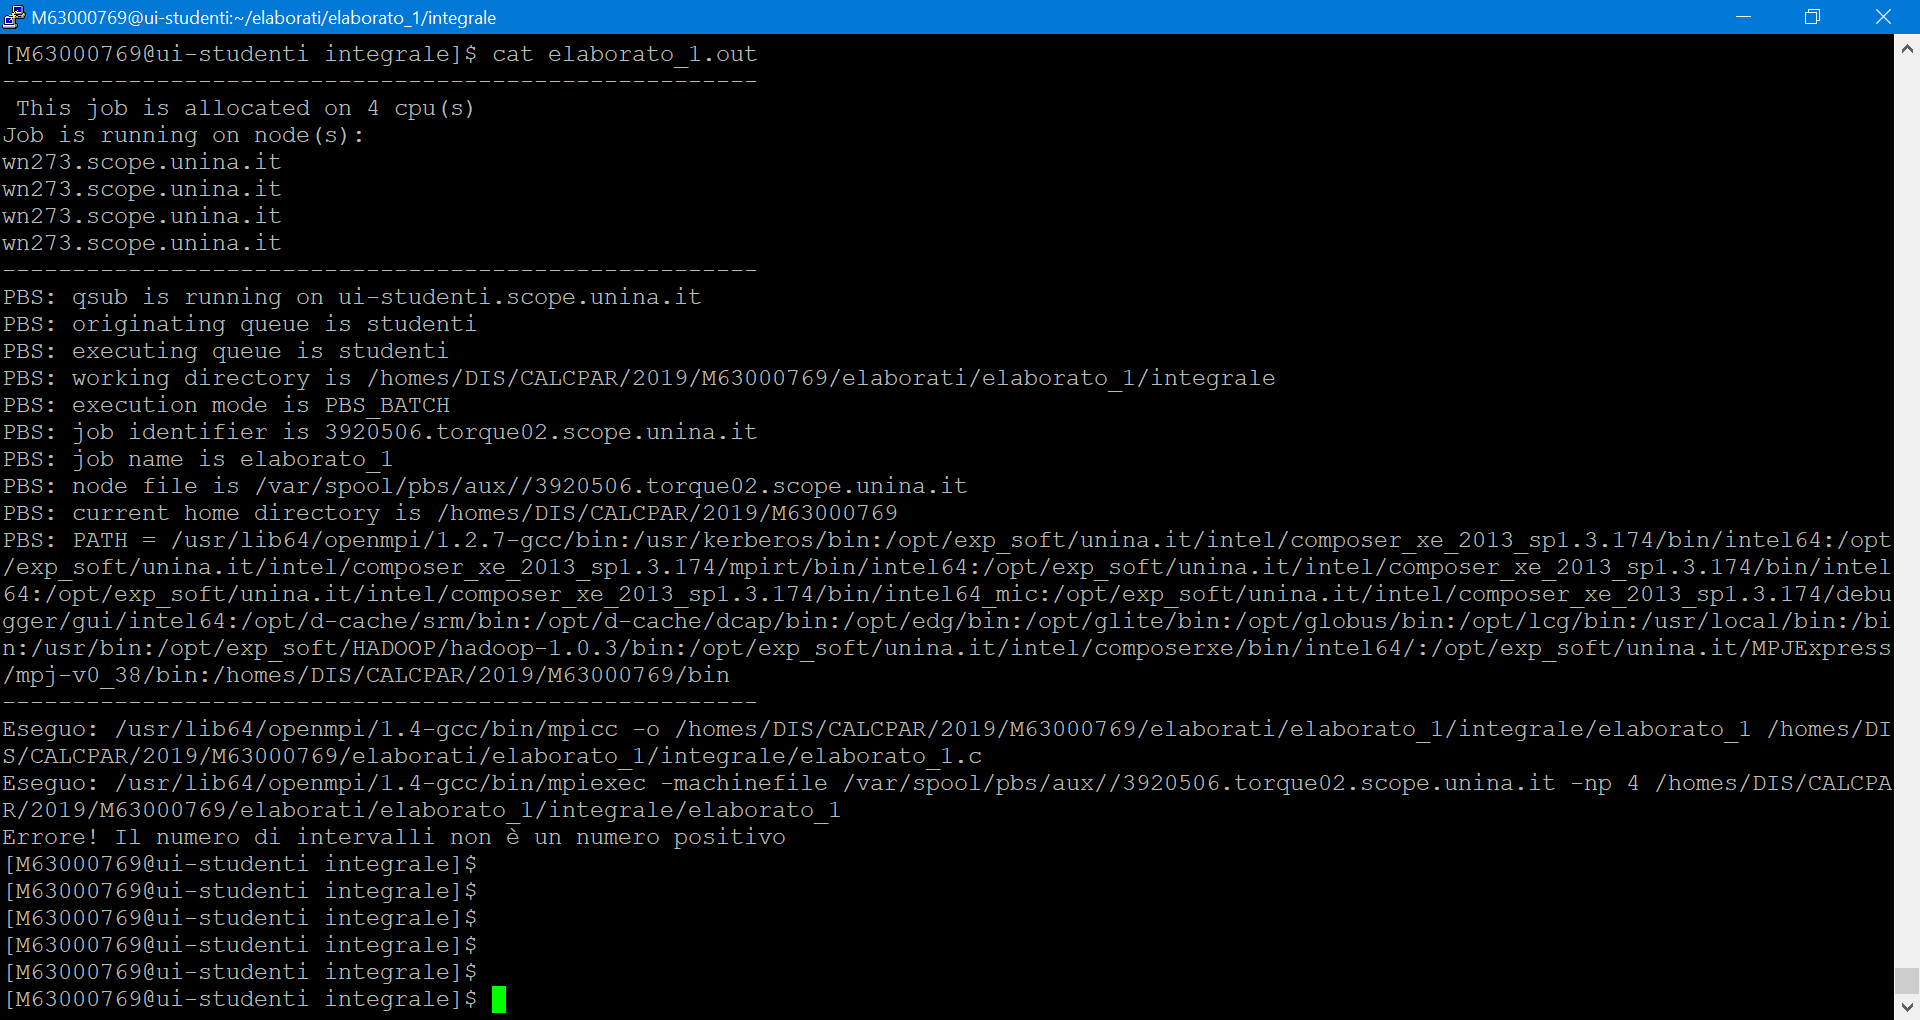 M63000769@ui-studenti:~/elaborati/elaborato_1/integrale
[M63000769@ui-studenti integrale]$ cat elaborato_1.out
------------------------------------------------------
 This job is allocated on 4 cpu(s)
Job is running on node(s):
wn273.scope.unina.it
wn273.scope.unina.it
wn273.scope.unina.it
wn273.scope.unina.it
------------------------------------------------------
PBS: qsub is running on ui-studenti.scope.unina.it
PBS: originating queue is studenti
PBS: executing queue is studenti
PBS: working directory is /homes/DIS/CALCPAR/2019/M63000769/elaborati/elaborato_1/integrale
PBS: execution mode is PBS_BATCH
PBS: job identifier is 3920506.torque02.scope.unina.it
PBS: job name is elaborato_1
PBS: node file is /var/spool/pbs/aux//3920506.torque02.scope.unina.it
PBS: current home directory is /homes/DIS/CALCPAR/2019/M63000769
PBS: PATH = /usr/lib64/openmpi/1.2.7-gcc/bin:/usr/kerberos/bin:/opt/exp_soft/unina.it/intel/composer_xe_2013_sp1.3.174/bin/intel64:/opt
/exp_soft/unina.it/intel/composer_xe_2013_sp1.3.174/mpirt/bin/intel64:/opt/exp_soft/unina.it/intel/composer_xe_2013_sp1.3.174/bin/intel
64:/opt/exp_soft/unina.it/intel/composer_xe_2013_sp1.3.174/bin/intel64_mic:/opt/exp_soft/unina.it/intel/composer_xe_2013_sp1.3.174/debu
gger/gui/intel64:/opt/d-cache/srm/bin:/opt/d-cache/dcap/bin:/opt/edg/bin:/opt/glite/bin:/opt/globus/bin:/opt/lcg/bin:/usr/local/bin:/bi
n:/usr/bin:/opt/exp_soft/HADOOP/hadoop-1.0.3/bin:/opt/exp_soft/unina.it/intel/composerxe/bin/intel64/:/opt/exp_soft/unina.it/MPJExpress
/mpj-v0_38/bin:/homes/DIS/CALCPAR/2019/M63000769/bin
------------------------------------------------------
Eseguo: /usr/lib64/openmpi/1.4-gcc/bin/mpicc -o /homes/DIS/CALCPAR/2019/M63000769/elaborati/elaborato_1/integrale/elaborato_1 /homes/DI
S/CALCPAR/2019/M63000769/elaborati/elaborato_1/integrale/elaborato_1.c
Eseguo: /usr/lib64/openmpi/1.4-gcc/bin/mpiexec -machinefile /var/spool/pbs/aux//3920506.torque02.scope.unina.it -np 4 /homes/DIS/CALCPA
R/2019/M63000769/elaborati/elaborato_1/integrale/elaborato_1
Errore! Il numero di intervalli non è un numero positivo
[M63000769@ui-studenti integrale]$
[M63000769@ui-studenti integrale]$
[M63000769@ui-studenti integrale]$
[M63000769@ui-studenti integrale]$
[M63000769@ui-studenti integrale]$
[M63000769@ui-studenti integrale]$